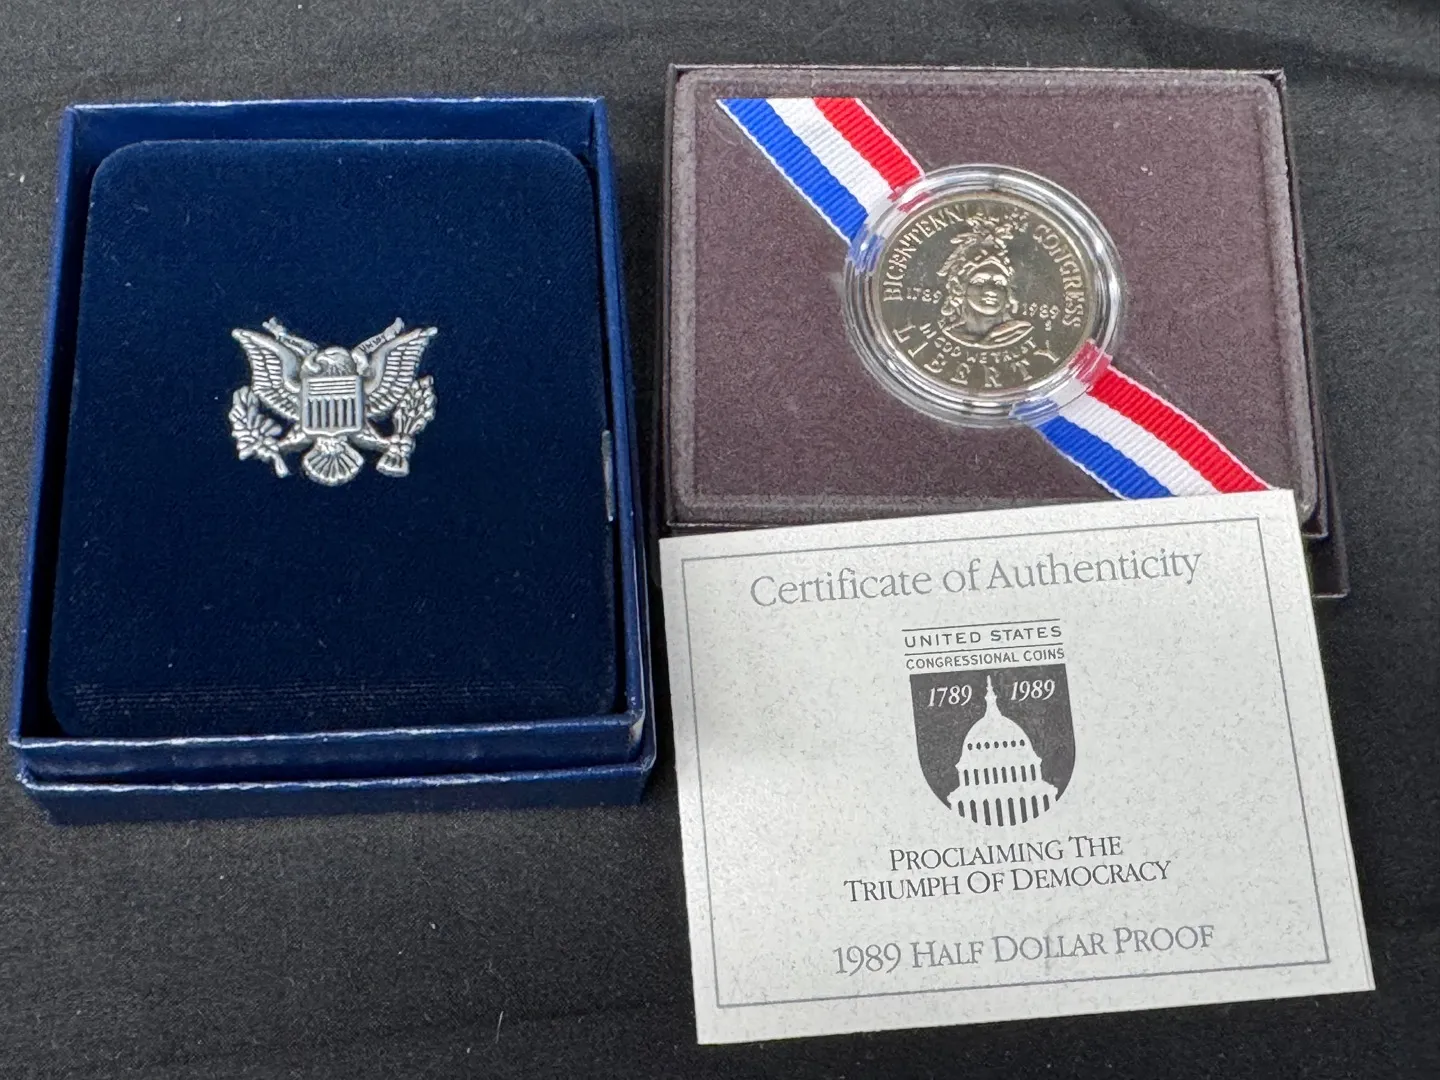 BICENTENNIAL OF THE CONGRESS
1789
1989
S
IN GOD WE TRUST
LIBERTY
Certificate of Authenticity
UNITED STATES
CONGRESSIONAL COINS
1789 1989
PROCLAIMING THE
TRIUMPH OF DEMOCRACY
1989 HALF DOLLAR PROOF